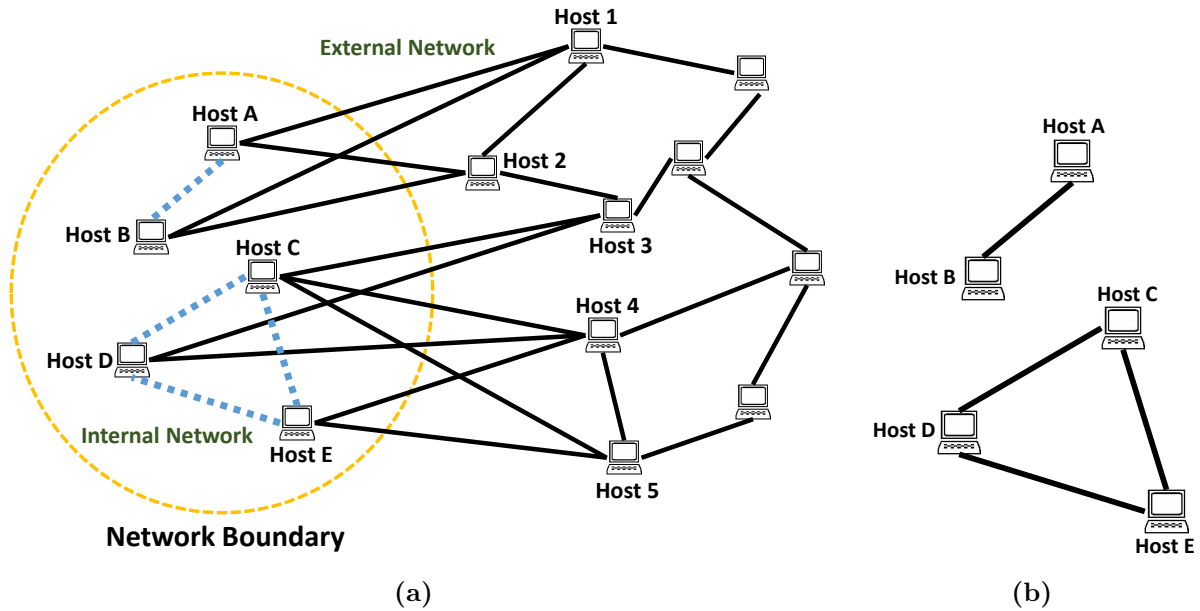 Host 1
External Network
Host A
Host 2
Host B
Host C
Host 3
Host 4
Host D
Internal Network
Host E
Host 5
Network Boundary
(a)
Host A
Host B
Host C
Host D
Host E
(b)